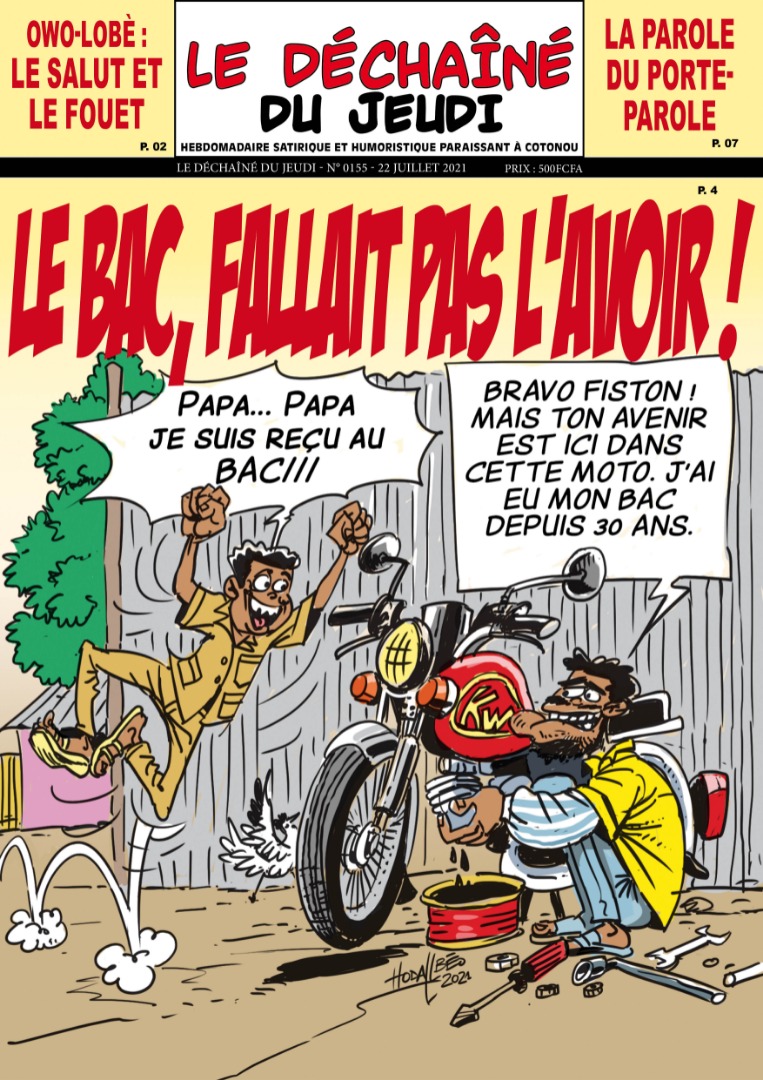 OWO-LOBÈ :
LE SALUT ET
LE FOUET
P. 02
LE DÉCHAÎNÉ
DU JEUDI
HEBDOMADAIRE SATIRIQUE ET HUMORISTIQUE PARAISSANT À COTONOU
LA PAROLE
DU PORTE-
PAROLE
P. 07
LE DÉCHAÎNÉ DU JEUDI - N° 0155 - 22 JUILLET 2021
PRIX : 500FCFA
P. 4
LE BAC, FALLAIT PAS L'AVOIR !
PAPA... PAPA
JE SUIS REÇU AU
BAC///
BRAVO FISTON !
MAIS TON AVENIR
EST ICI DANS
CETTE MOTO. J'AI
EU MON BAC
DEPUIS 30 ANS.
KW
HODALLBÉO
2021